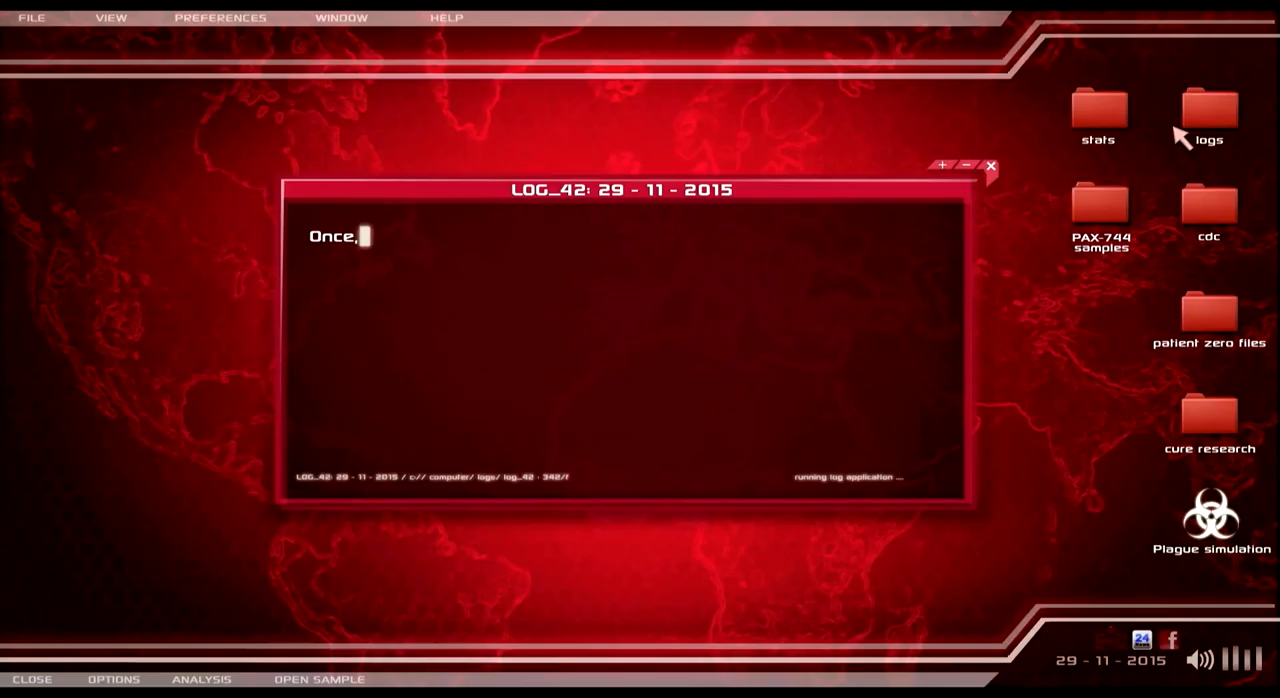 FILE VIEW PREFERENCES WINDOW HELP
stats
logs
LOG_42: 29 - 11 - 2015
Once,
PAX-744
samples
cdc
patient zero files
cure research
LOG_42: 29 - 11 - 2015 / c:// computer/ logs/ log_42 - 342/f
running log application ...
Plague simulation
24
f
29 - 11 - 2015
CLOSE OPTIONS ANALYSIS OPEN SAMPLE